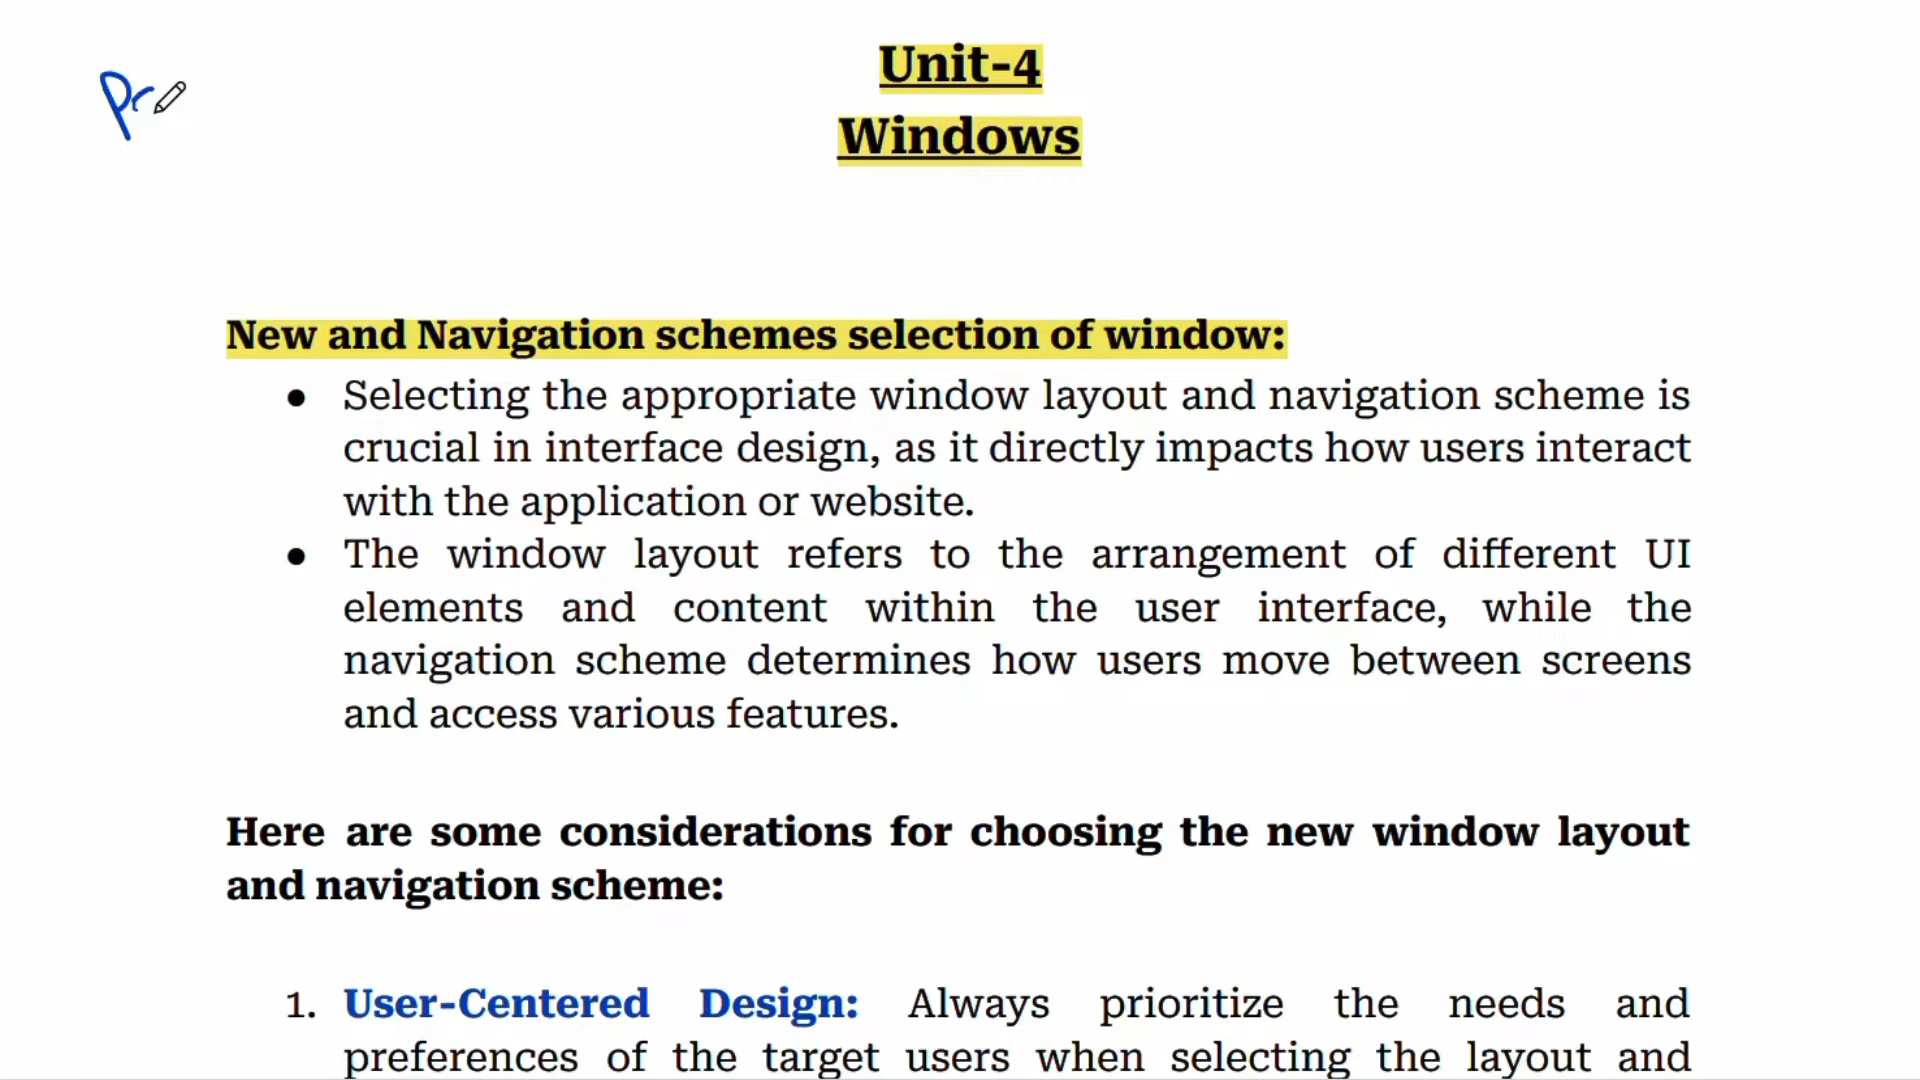 Pr
Unit-4
Windows
New and Navigation schemes selection of window:
● Selecting the appropriate window layout and navigation scheme is
crucial in interface design, as it directly impacts how users interact
with the application or website.
● The window layout refers to the arrangement of different UI
elements and content within the user interface, while the
navigation scheme determines how users move between screens
and access various features.
Here are some considerations for choosing the new window layout
and navigation scheme:
1. User-Centered Design: Always prioritize the needs and
preferences of the target users when selecting the layout and